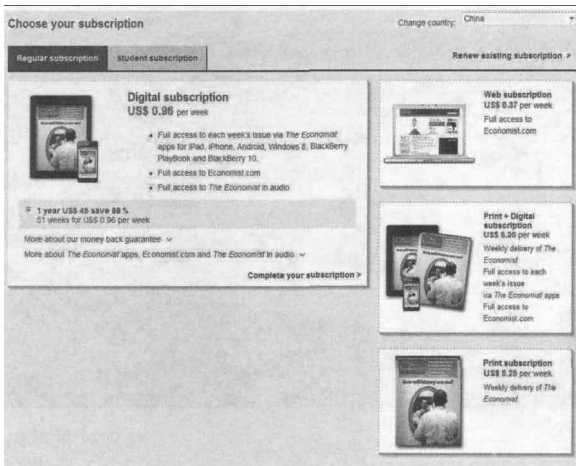 Choose your subscription
Change country: China
Regular subscription
Student subscription
Renew existing subscription >
Digital subscription
US$ 0.96 per week
• Full access to each week's issue via The Economist
apps for iPad, iPhone, Android, Windows 8, BlackBerry
PlayBook and BlackBerry 10.
• Full access to Economist.com
• Full access to The Economist in audio
1 year US$ 49 save 88 %
51 weeks for US$ 0.96 per week
More about our money back guarantee
More about The Economist apps, Economist.com and The Economist in audio
Complete your subscription >
Web subscription
US$ 0.37 per week
Full access to
Economist.com
Print + Digital
subscription
US$ per week
Weekly delivery of The
Economist
Full access to each
week's issue
via The Economist apps
Full access to
Economist.com
Print subscription
US$ per week
Weekly delivery of The
Economist